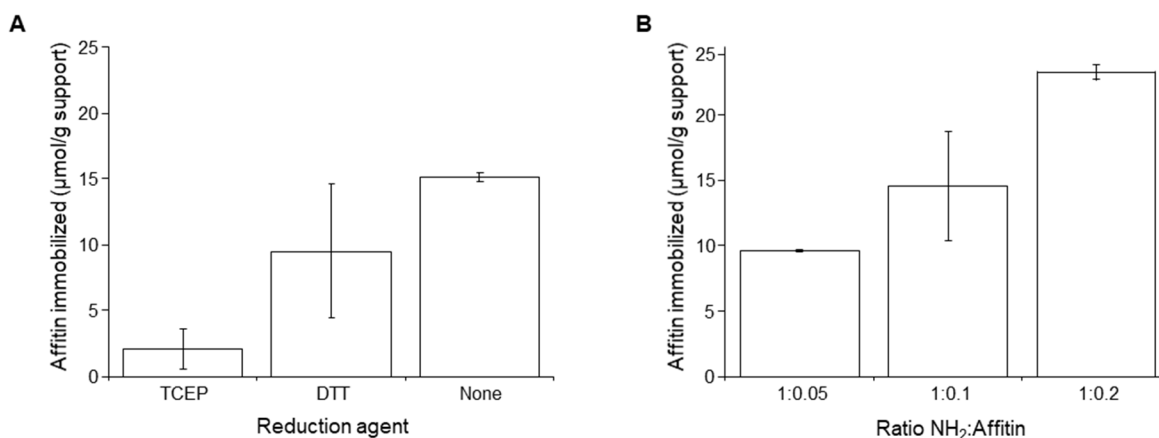 A
Affitin immobilized (µmol/g support)
25
20
15
10
5
0
TCEP DTT None
Reduction agent
B
Affitin immobilized (µmol/g support)
25
20
15
10
5
0
1:0.05 1:0.1 1:0.2
Ratio NH₂:Affitin